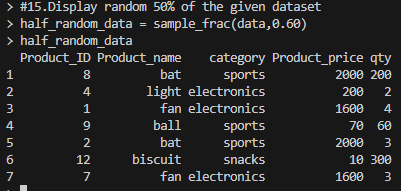 > #15.Display random 50% of the given dataset
> half_random_data = sample_frac(data,0.60)
> half_random_data
Product_ID Product_name category Product_price qty
1 8 bat sports 2000 200
2 4 light electronics 200 2
3 1 fan electronics 1600 4
4 9 ball sports 70 60
5 2 bat sports 2000 3
6 12 biscuit snacks 10 300
7 7 fan electronics 1600 3